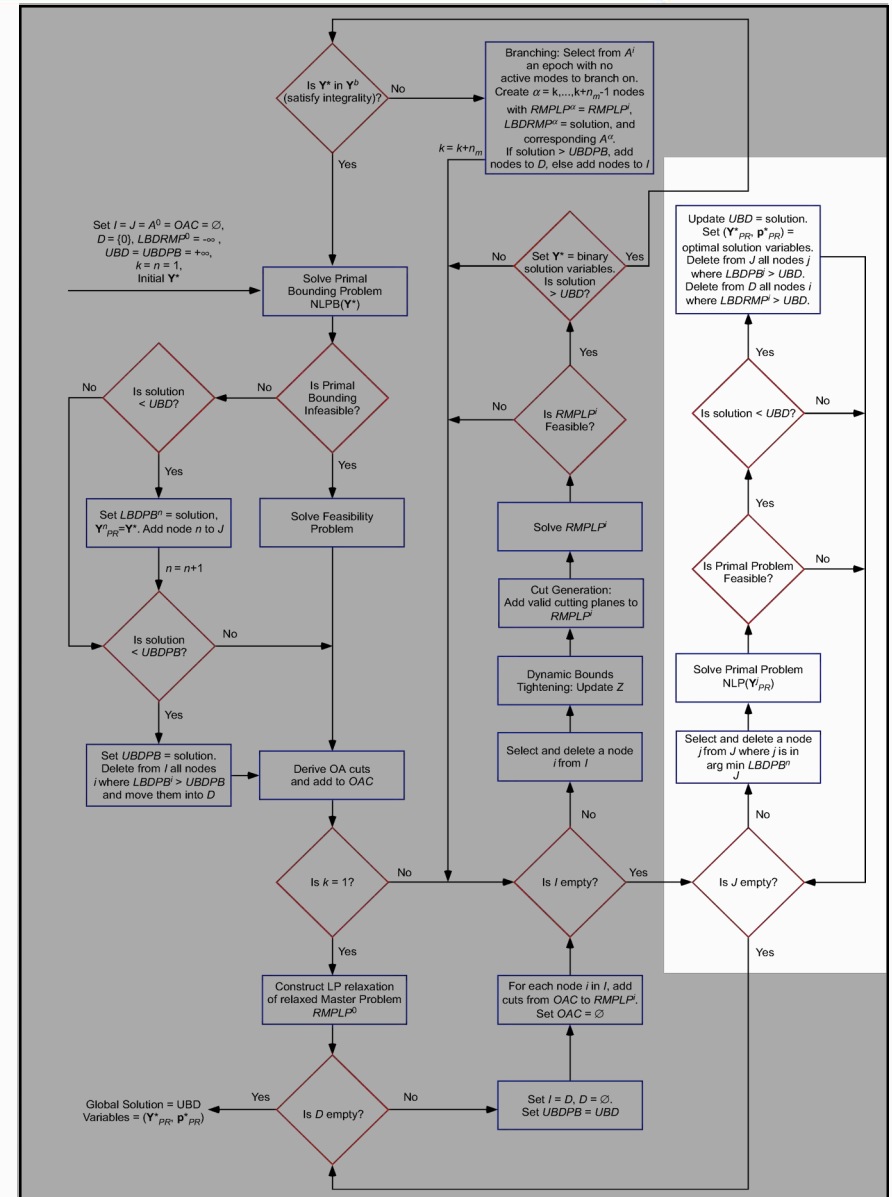 Is Y* in Y^b
(satisfy integrality)?
No
Yes
Branching: Select from A^i
an epoch with no
active modes to branch on.
Create α = k,...,k+n_m-1 nodes
with RMPLP^α = RMPLP^i,
LBDRMP^α = solution, and
corresponding A^α.
If solution > UBDPB, add
nodes to D, else add nodes to I
k = k+n_m
Set I = J = A^0 = OAC = ∅,
D = {0}, LBDRMP^0 = -∞ ,
UBD = UBDPB = +∞,
k = n = 1,
Initial Y*
Solve Primal
Bounding Problem
NLPB(Y*)
Is Primal
Bounding
Infeasible?
No
Yes
Is solution
< UBD?
No
Yes
Set LBDPB^n = solution,
Y^n_PR=Y*. Add node n to J
n = n+1
Solve Feasibility
Problem
Is solution
< UBDPB?
No
Yes
Set UBDPB = solution.
Delete from I all nodes
i where LBDPB^i > UBDPB
and move them into D
Derive OA cuts
and add to OAC
Is k = 1?
No
Yes
Construct LP relaxation
of relaxed Master Problem
RMPLP^0
Is D empty?
Yes
No
Global Solution = UBD
Variables = (Y*_PR, p*_PR)
Set I = D, D = ∅.
Set UBDPB = UBD
For each node i in I, add
cuts from OAC to RMPLP^i.
Set OAC = ∅
Is I empty?
No
Yes
Select and delete a node
i from I
Dynamic Bounds
Tightening: Update Z
Cut Generation:
Add valid cutting planes to
RMPLP^i
Solve RMPLP^i
Is RMPLP^i
Feasible?
No
Yes
Set Y* = binary
solution variables.
Is solution
> UBD?
No
Yes
Is J empty?
No
Yes
Select and delete a node
j from J where j is in
arg min LBDPB^n
J
Solve Primal Problem
NLP(Y^j_PR)
Is Primal Problem
Feasible?
No
Yes
Is solution < UBD?
No
Yes
Update UBD = solution.
Set (Y*_PR, p*_PR) =
optimal solution variables.
Delete from J all nodes j
where LBDPB^j > UBD.
Delete from D all nodes i
where LBDRMP^i > UBD.